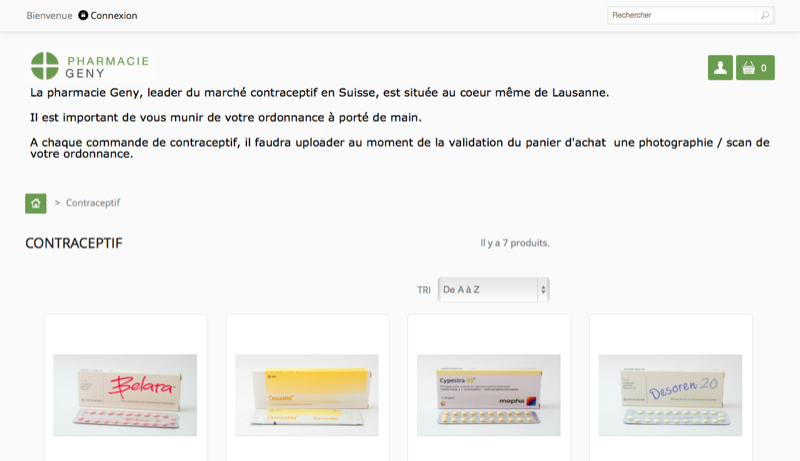 Bienvenue Connexion
Rechercher
PHARMACIE
GENY
0
La pharmacie Geny, leader du marché contraceptif en Suisse, est située au coeur même de Lausanne.
Il est important de vous munir de votre ordonnance à porté de main.
A chaque commande de contraceptif, il faudra uploader au moment de la validation du panier d'achat une photographie / scan de
votre ordonnance.
> Contraceptif
CONTRACEPTIF
Il y a 7 produits.
TRI
De A à Z
Belara
Cerazette
Cypestra-35
mepha
Desoren 20